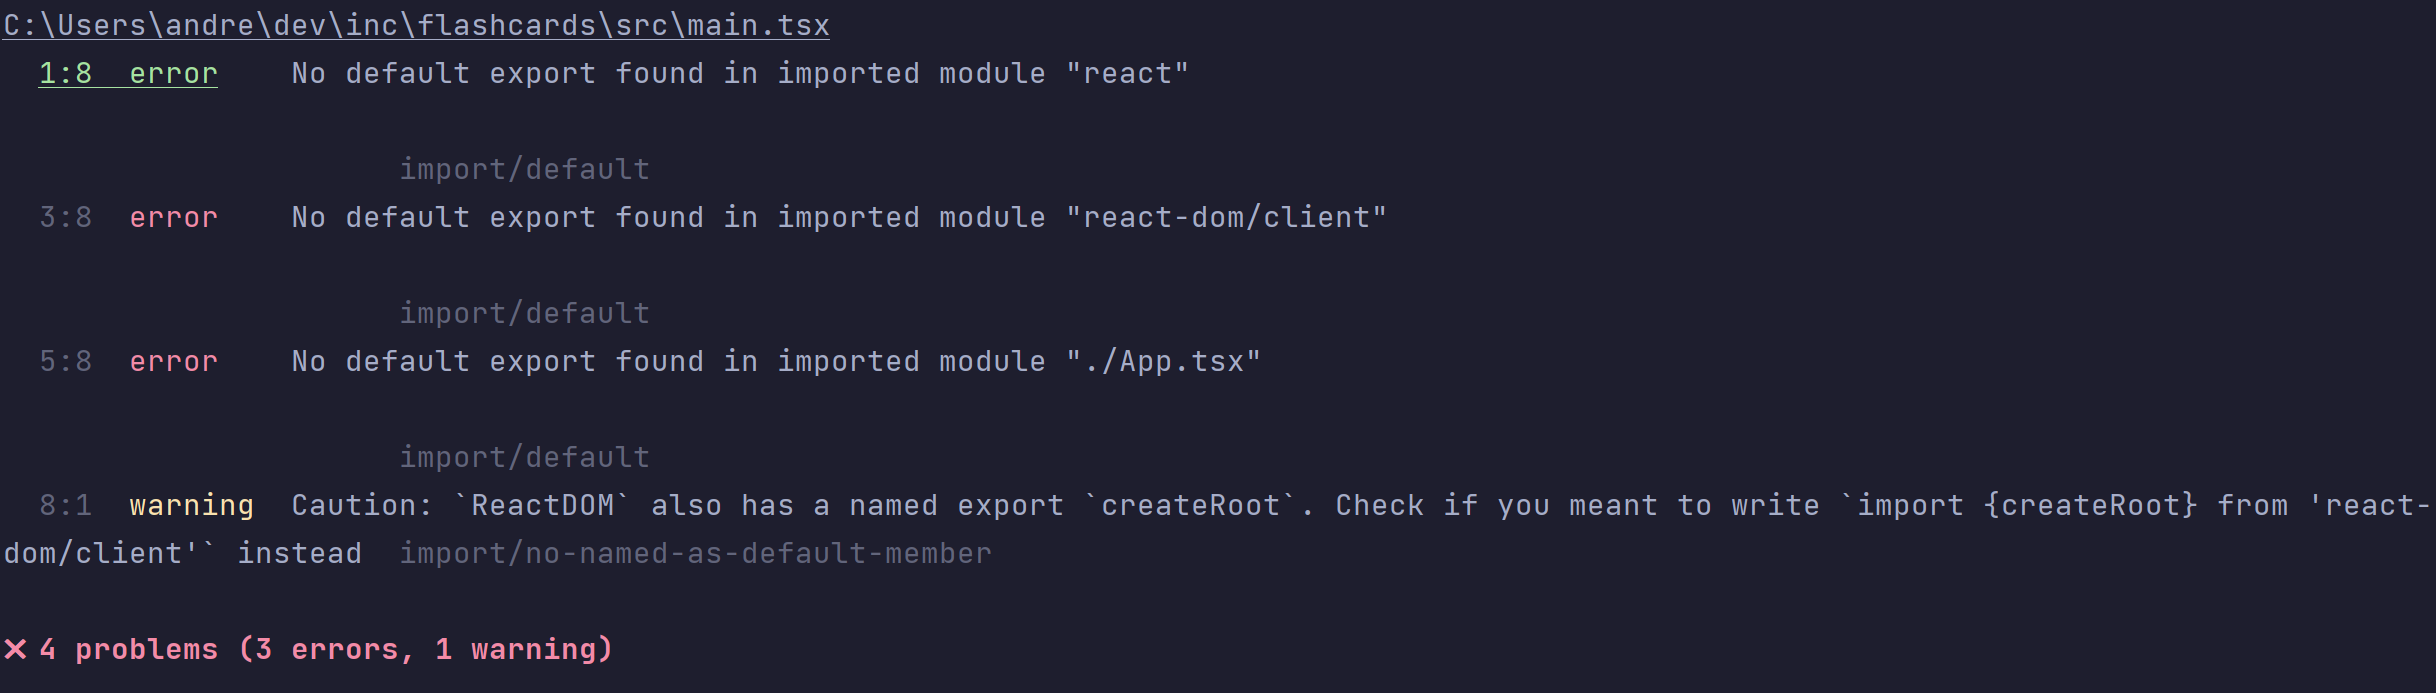 C:\Users\andre\dev\inc\flashcards\src\main.tsx
1:8  error    No default export found in imported module "react"
import/default
3:8  error    No default export found in imported module "react-dom/client"
import/default
5:8  error    No default export found in imported module "./App.tsx"
import/default
8:1  warning  Caution: `ReactDOM` also has a named export `createRoot`. Check if you meant to write `import {createRoot} from 'react-
dom/client'` instead  import/no-named-as-default-member
✕ 4 problems (3 errors, 1 warning)